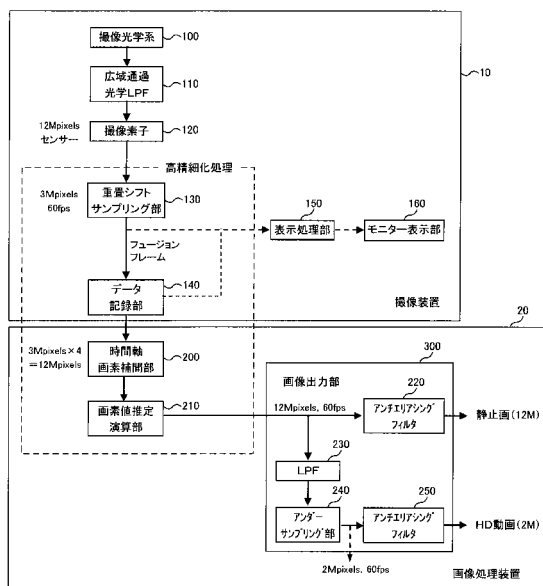 撮像光学系
100
10
広域通過
光学LPF
110
12Mpixels
センサー
撮像素子
120
高精細化処理
3Mpixels
60fps
重畳シフト
サンプリング部
130
150
表示処理部
160
モニター表示部
フュージョン
フレーム
データ
記録部
140
撮像装置
20
3Mpixels×4
=12Mpixels
時間軸
画素補間部
200
300
画像出力部
220
アンチエリアシング
フィルタ
静止画(12M)
画素値推定
演算部
210
12Mpixels, 60fps
230
LPF
240
アンダー
サンプリング部
250
アンチエリアシング
フィルタ
HD動画(2M)
2Mpixels, 60fps
画像処理装置